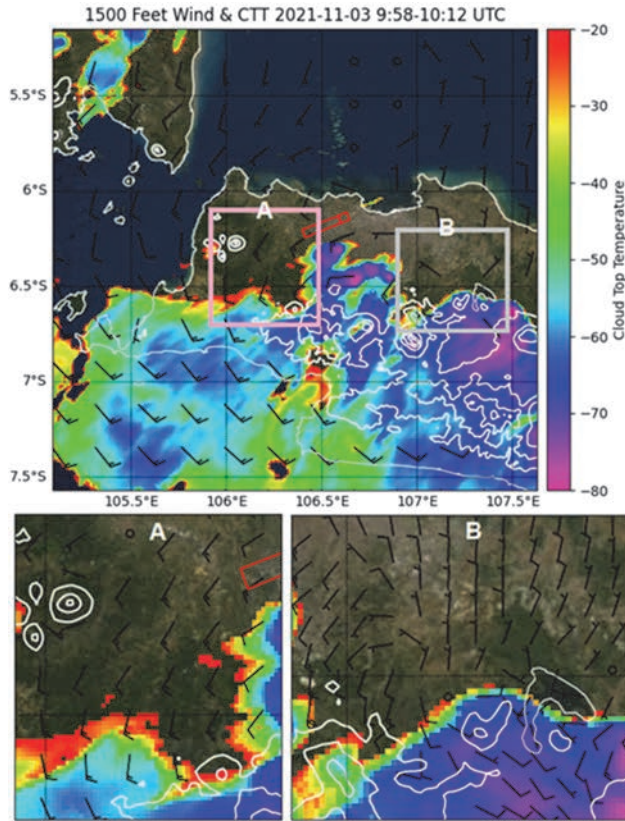 1500 Feet Wind & CTT 2021-11-03 9:58-10:12 UTC
5.5°S
6°S
6.5°S
7°S
7.5°S
105.5°E
106°E
106.5°E
107°E
107.5°E
A
B
−20
−30
−40
−50
−60
−70
−80
Cloud Top Temperature
A
B